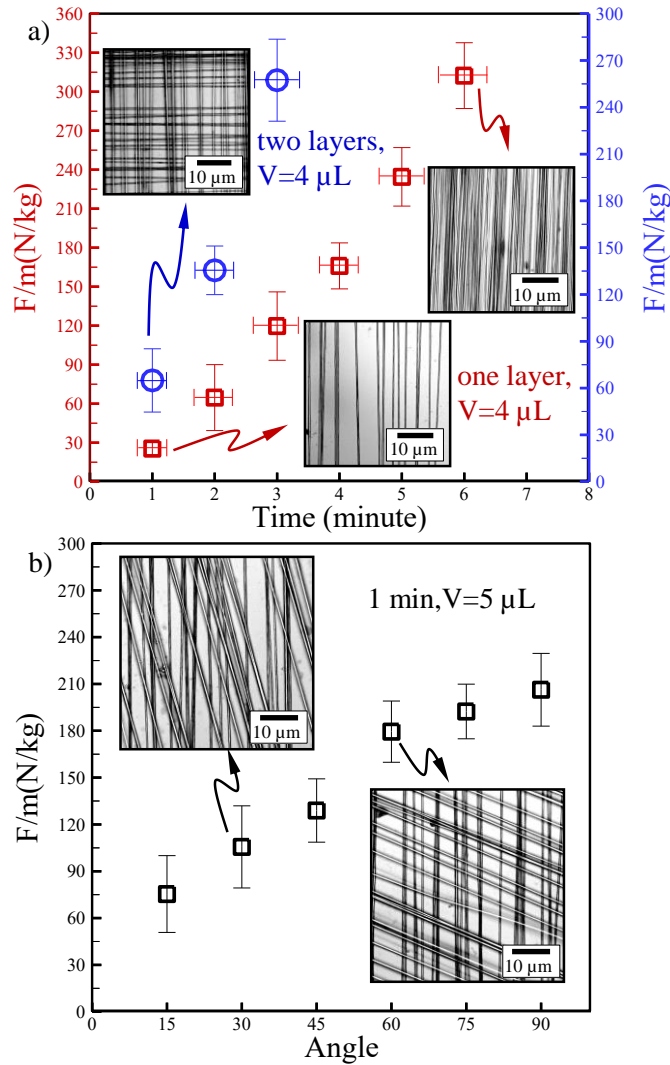 a)
360
330
300
270
240
210
180
150
120
90
60
30
0
F/m(N/kg)
300
270
240
210
180
150
120
90
60
30
0
F/m(N/kg)
10 µm
two layers,
V=4 µL
10 µm
10 µm
one layer,
V=4 µL
0 1 2 3 4 5 6 7 8
Time (minute)
b)
300
270
240
210
180
150
120
90
60
30
0
F/m(N/kg)
10 µm
1 min,V=5 µL
10 µm
0 15 30 45 60 75 90
Angle